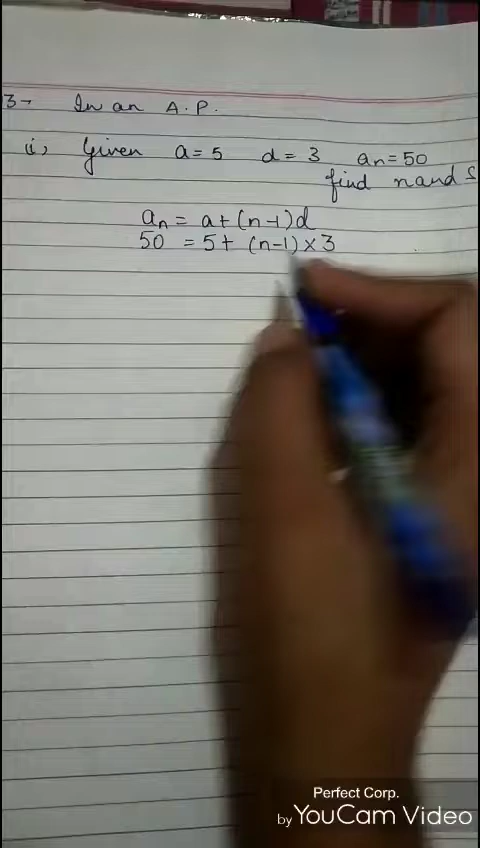 3→ In an A.P.
i, Given a = 5 d = 3 an = 50
find n and S
an = a + (n-1)d
50 = 5 + (n-1) × 3
Perfect Corp.
by YouCam Video